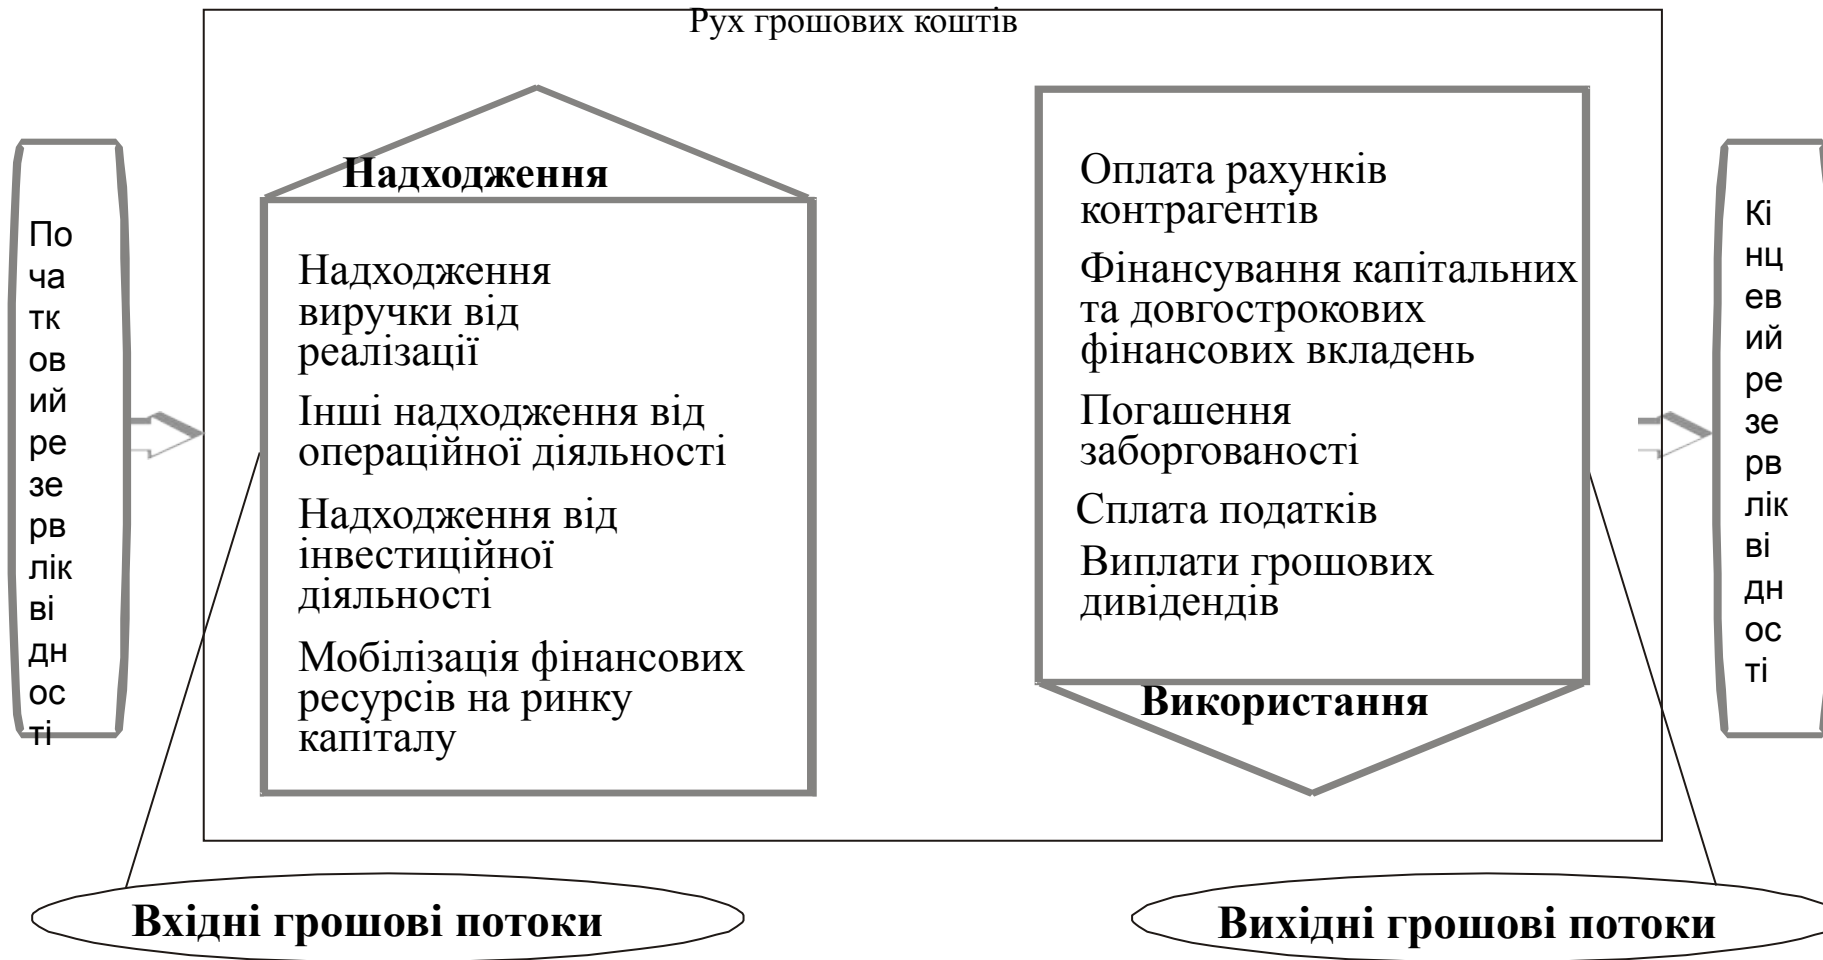 Рух грошових коштів
По
ча
тк
ов
ий
ре
зе
рв
лік
ві
дн
ос
ті
Надходження
Надходження
виручки від
реалізації
Інші надходження від
операційної діяльності
Надходження від
інвестиційної
діяльності
Мобілізація фінансових
ресурсів на ринку
капіталу
Оплата рахунків
контрагентів
Фінансування капітальних
та довгострокових
фінансових вкладень
Погашення
заборгованості
Сплата податків
Виплати грошових
дивідендів
Використання
Кі
нц
ев
ий
ре
зе
рв
лік
ві
дн
ос
ті
Вхідні грошові потоки
Вихідні грошові потоки